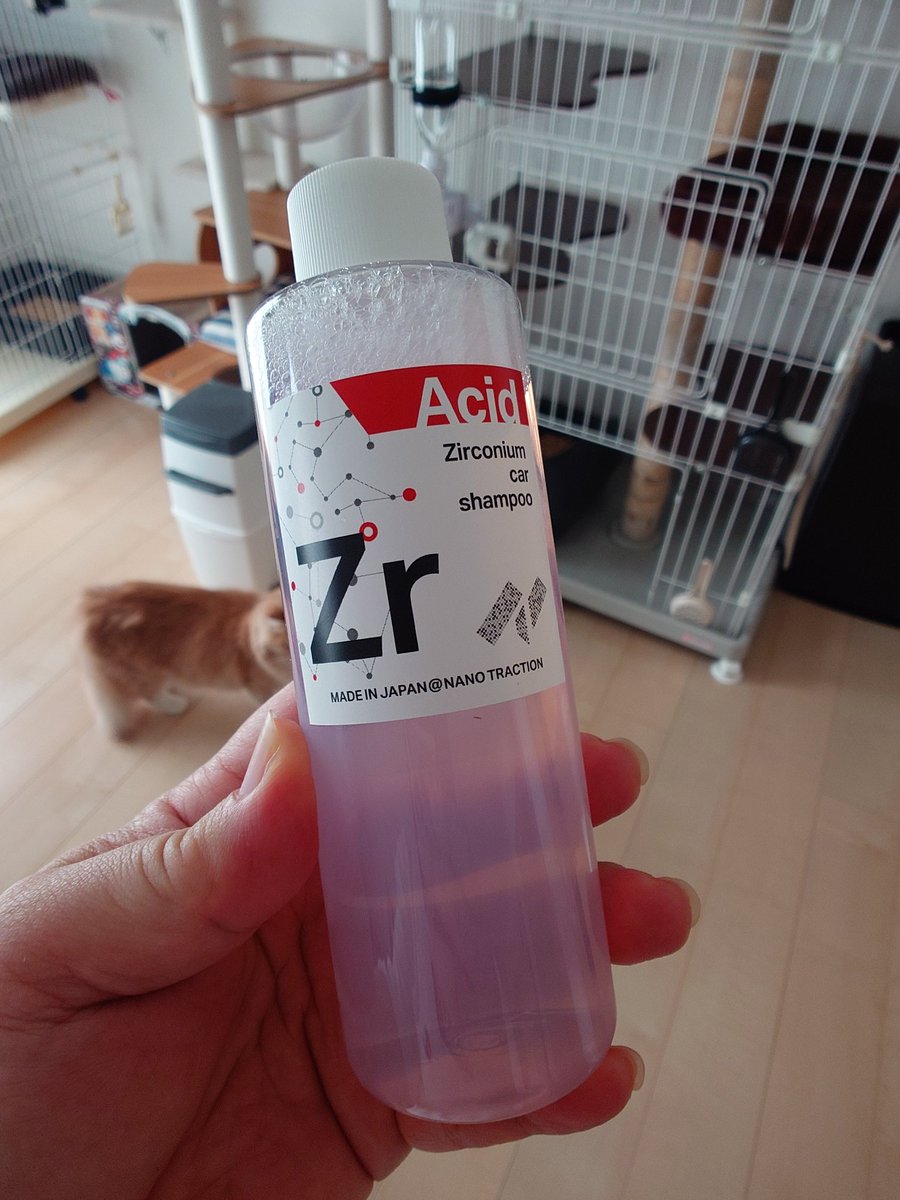 Acid
Zirconium
car
shampoo
Zr
MADE IN JAPAN@NANO TRACTION